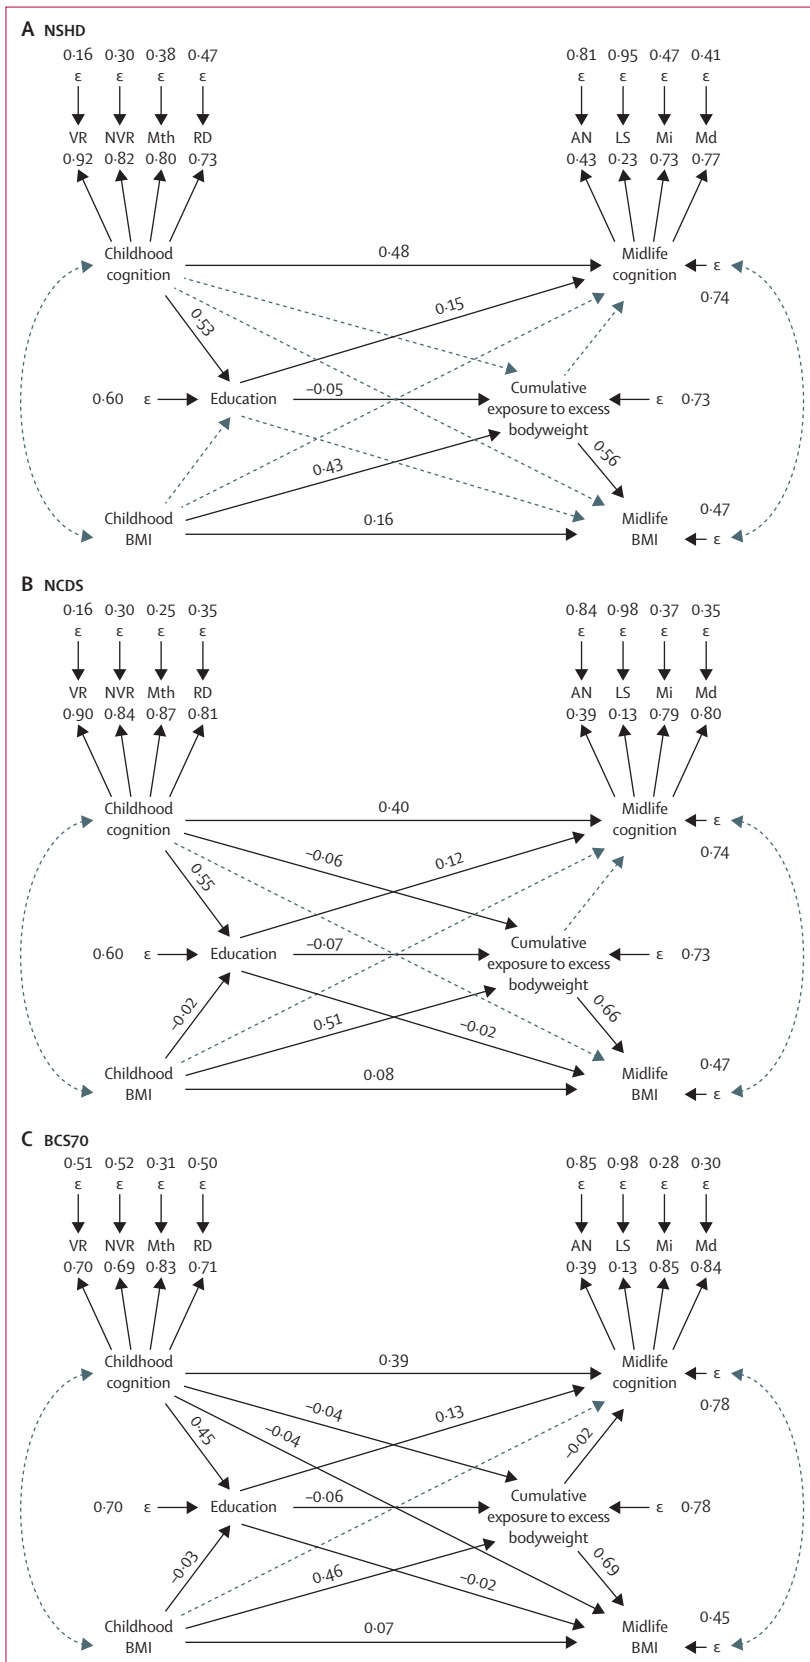 A NSHD
0·16 0·30 0·38 0·47 0·81 0·95 0·47 0·41
ε ε ε ε ε ε ε ε
VR NVR Mth RD AN LS Mi Md
0·92 0·82 0·80 0·73 0·43 0·23 0·73 0·77
Childhood
cognition
0·48
Midlife
cognition
ε
0·74
0·53
0·15
0·60 ε Education
–0·05
Cumulative
exposure to excess
bodyweight
ε 0·73
0·43
0·56
Childhood
BMI
0·16
Midlife
BMI
0·47
ε
B NCDS
0·16 0·30 0·25 0·35 0·84 0·98 0·37 0·35
ε ε ε ε ε ε ε ε
VR NVR Mth RD AN LS Mi Md
0·90 0·84 0·87 0·81 0·39 0·13 0·79 0·80
Childhood
cognition
0·40
Midlife
cognition
ε
0·74
–0·06
0·12
0·55
0·60 ε Education
–0·07
Cumulative
exposure to excess
bodyweight
ε 0·73
–0·02
0·51
–0·02
0·66
Childhood
BMI
0·08
Midlife
BMI
0·47
ε
C BCS70
0·51 0·52 0·31 0·50 0·85 0·98 0·28 0·30
ε ε ε ε ε ε ε ε
VR NVR Mth RD AN LS Mi Md
0·70 0·69 0·83 0·71 0·39 0·13 0·85 0·84
Childhood
cognition
0·39
Midlife
cognition
ε
0·78
–0·04
0·13
0·45
–0·04
–0·02
0·70 ε Education
–0·06
Cumulative
exposure to excess
bodyweight
ε 0·78
–0·03
0·46
–0·02
0·69
Childhood
BMI
0·07
Midlife
BMI
0·45
ε